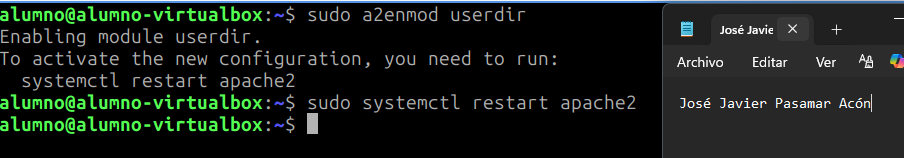 alumno@alumno-virtualbox:~$ sudo a2enmod userdir
Enabling module userdir.
To activate the new configuration, you need to run:
  systemctl restart apache2
alumno@alumno-virtualbox:~$ sudo systemctl restart apache2
alumno@alumno-virtualbox:~$
José Javie
Archivo Editar Ver
José Javier Pasamar Acón